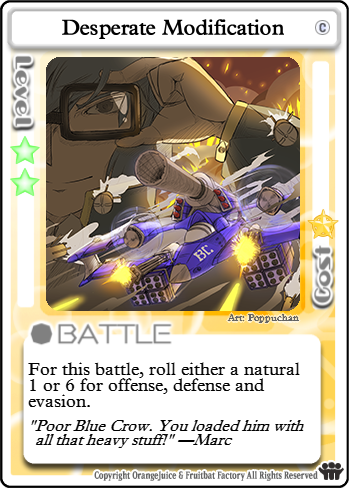 Desperate Modification
C
Level
BC
Cost
Art: Poppuchan
BATTLE
For this battle, roll either a natural
1 or 6 for offense, defense and
evasion.
"Poor Blue Crow. You loaded him with
all that heavy stuff!" —Marc
Copyright OrangeJuice & Fruitbat Factory All Rights Reserved